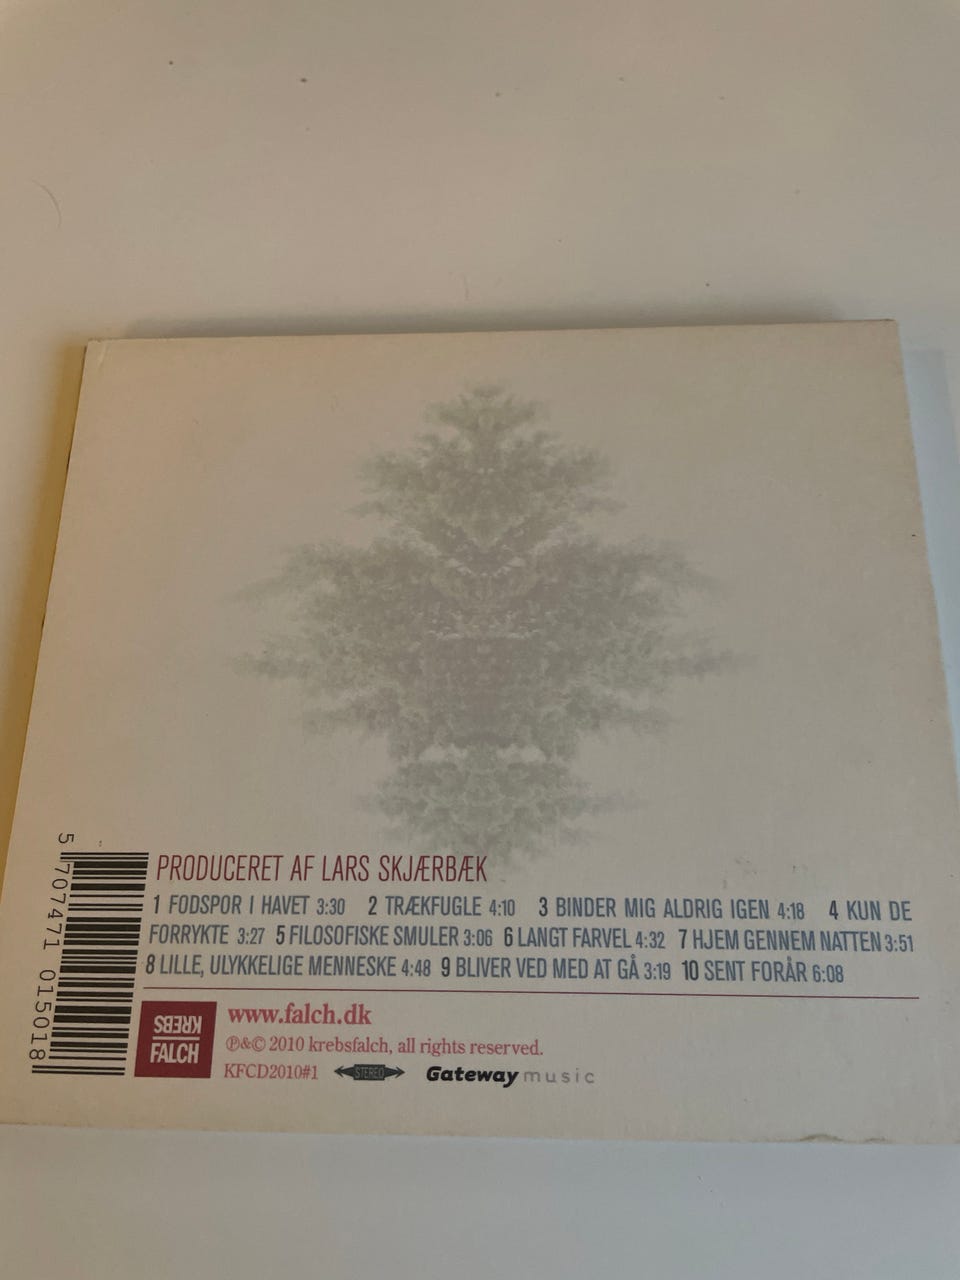 PRODUCERET AF LARS SKJÆRBÆK
1 FODSPOR I HAVET 3:30 2 TRÆKFUGLE 4:10 3 BINDER MIG ALDRIG IGEN 4:18 4 KUN DE
FORRYKTE 3:27 5 FILOSOFISKE SMULER 3:06 6 LANGT FARVEL 4:32 7 HJEM GENNEM NATTEN 3:51
8 LILLE, ULYKKELIGE MENNESKE 4:48 9 BLIVER VED MED AT GÅ 3:19 10 SENT FORÅR 6:08
5 707471 015018
KREBS
FALCH
www.falch.dk
℗&© 2010 krebsfalch, all rights reserved.
KFCD2010#1 STEREO Gateway music